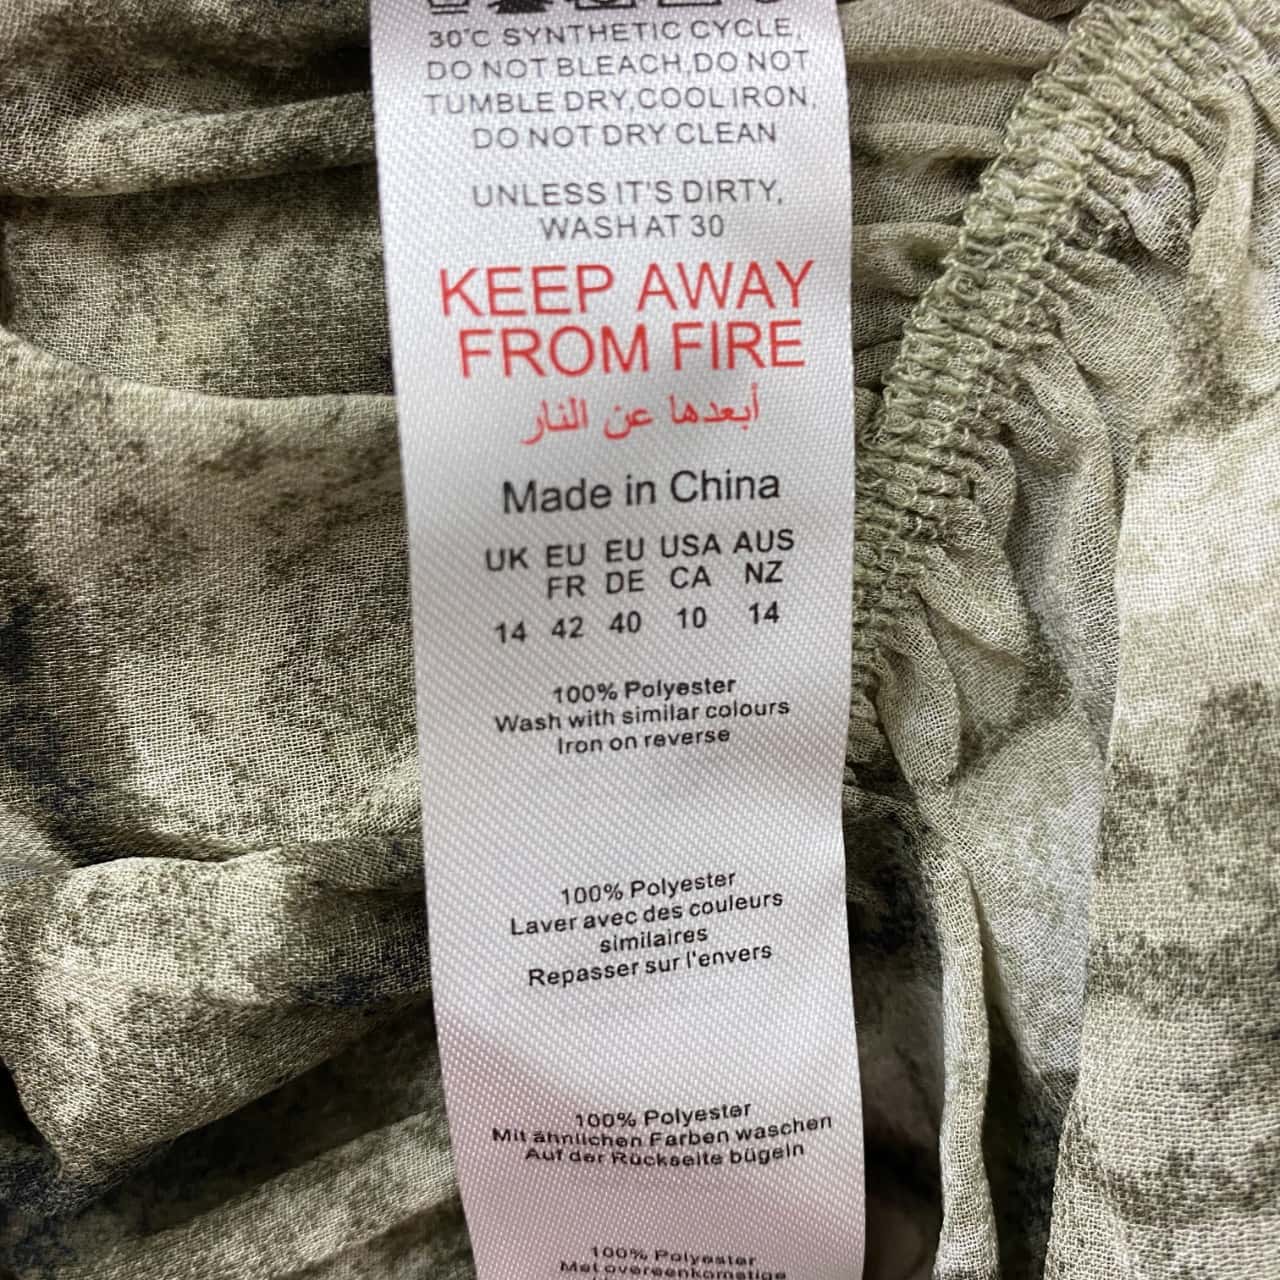 30°C SYNTHETIC CYCLE,
DO NOT BLEACH,DO NOT
TUMBLE DRY,COOL IRON,
DO NOT DRY CLEAN
UNLESS IT'S DIRTY,
WASH AT 30
KEEP AWAY
FROM FIRE
أبعدها عن النار
Made in China
UK EU EU USA AUS
FR DE CA NZ
14 42 40 10 14
100% Polyester
Wash with similar colours
Iron on reverse
100% Polyester
Laver avec des couleurs
similaires
Repasser sur l'envers
100% Polyester
Mit ähnlichen Farben waschen
Auf der Rückseite bügeln
100% Polyester
Met overeenkomstige